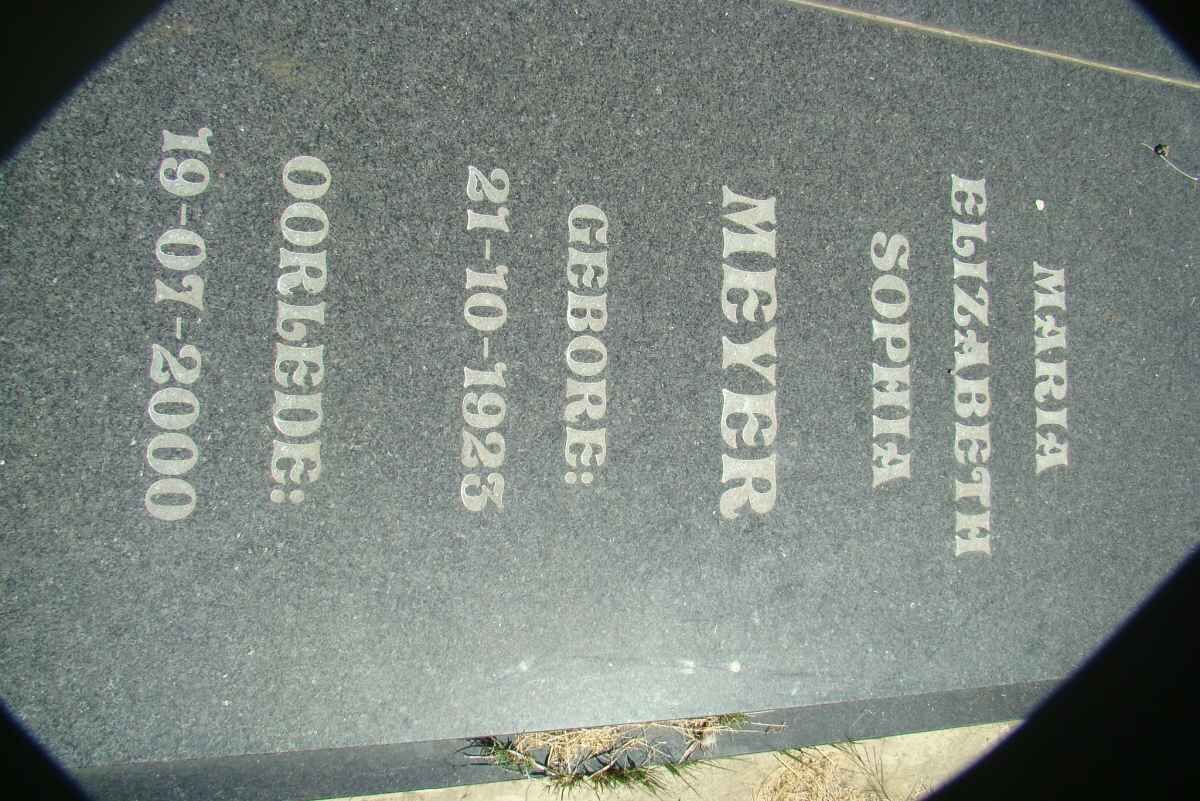 MARIA
ELIZABETH
SOPHIA
MEYER
GEBORE:
21-10-1923
OORLEDE:
19-07-2000